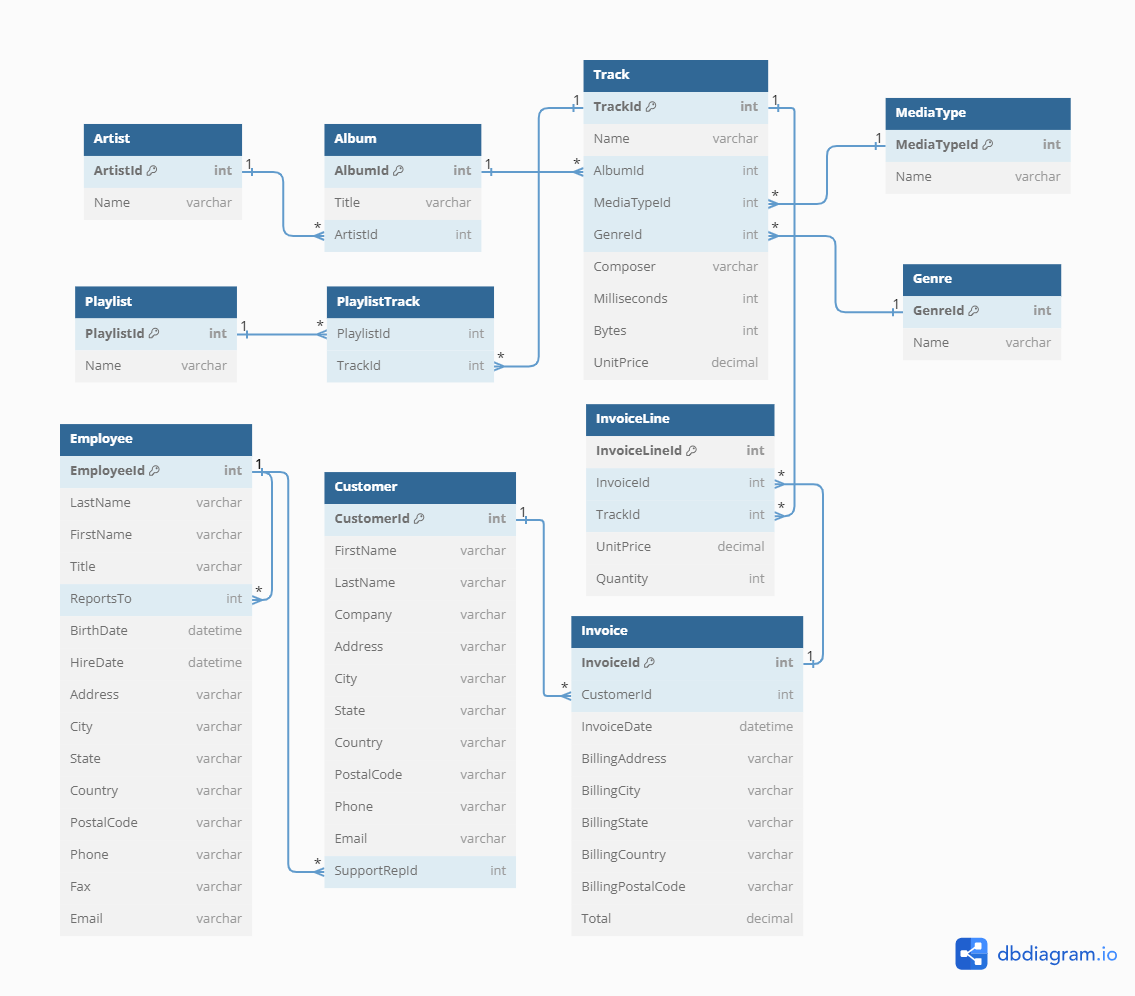 Artist
ArtistId int
Name varchar
Album
AlbumId int
Title varchar
ArtistId int
Track
TrackId int
Name varchar
AlbumId int
MediaTypeId int
GenreId int
Composer varchar
Milliseconds int
Bytes int
UnitPrice decimal
MediaType
MediaTypeId int
Name varchar
Genre
GenreId int
Name varchar
Playlist
PlaylistId int
Name varchar
PlaylistTrack
PlaylistId int
TrackId int
Employee
EmployeeId int
LastName varchar
FirstName varchar
Title varchar
ReportsTo int
BirthDate datetime
HireDate datetime
Address varchar
City varchar
State varchar
Country varchar
PostalCode varchar
Phone varchar
Fax varchar
Email varchar
Customer
CustomerId int
FirstName varchar
LastName varchar
Company varchar
Address varchar
City varchar
State varchar
Country varchar
PostalCode varchar
Phone varchar
Email varchar
SupportRepId int
InvoiceLine
InvoiceLineId int
InvoiceId int
TrackId int
UnitPrice decimal
Quantity int
Invoice
InvoiceId int
CustomerId int
InvoiceDate datetime
BillingAddress varchar
BillingCity varchar
BillingState varchar
BillingCountry varchar
BillingPostalCode varchar
Total decimal
1
*
1
*
1
*
1
*
1
*
1
*
1
*
1
*
*
1
*
1
*
dbdiagram.io